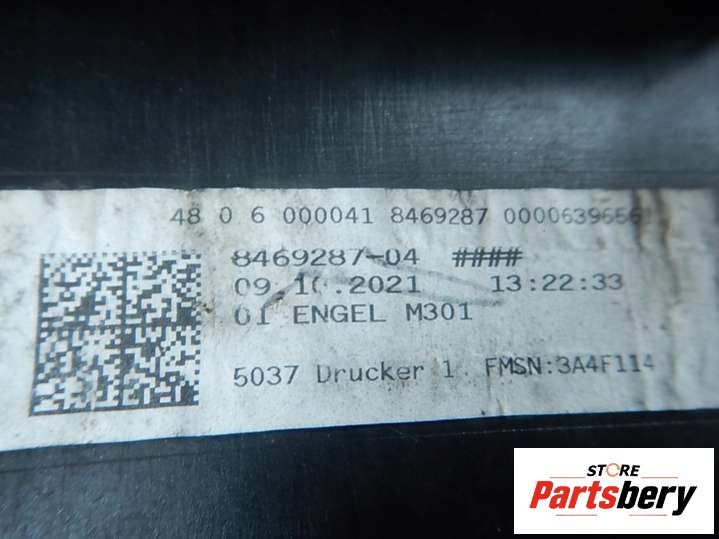 48 0 6 000041 8469287 0000639656
8469287-04 ####
09.10.2021 13:22:33
01 ENGEL M301
5037 Drucker 1 FMSN:3A4F114
STORE
Partsbery